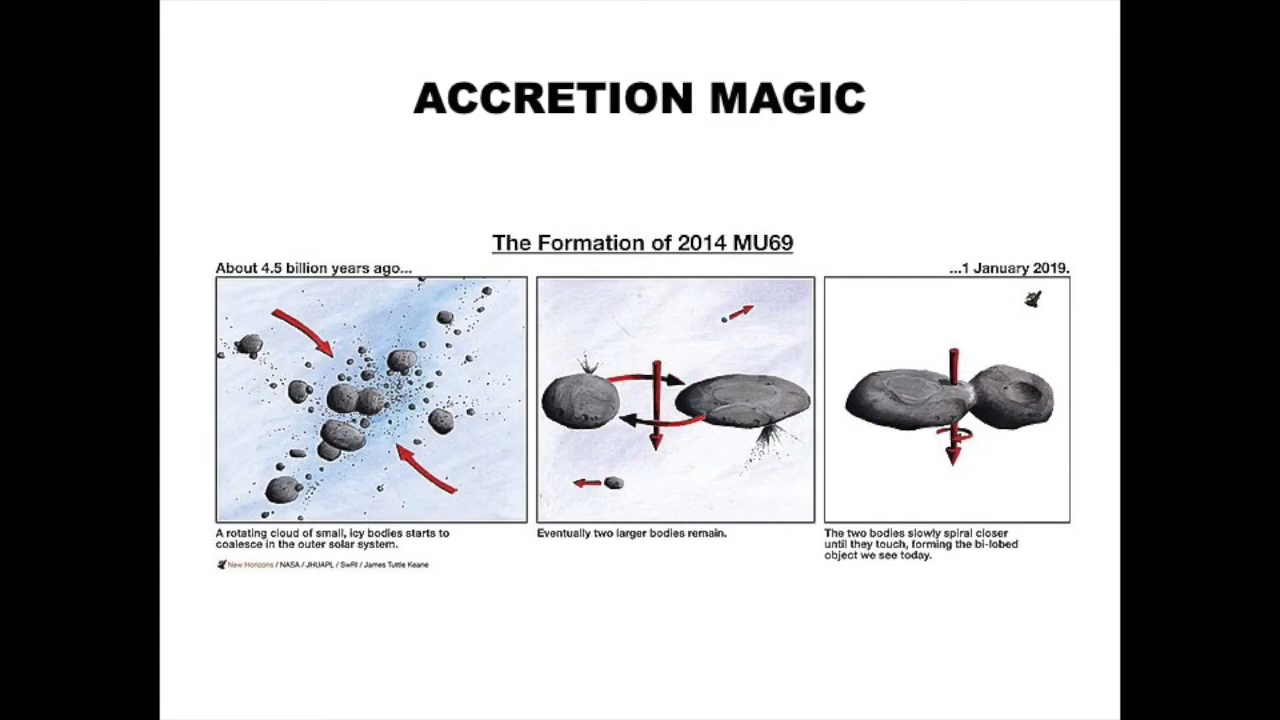 ACCRETION MAGIC
The Formation of 2014 MU69
About 4.5 billion years ago...
...1 January 2019.
A rotating cloud of small, icy bodies starts to
coalesce in the outer solar system.
Eventually two larger bodies remain.
The two bodies slowly spiral closer
until they touch, forming the bi-lobed
object we see today.
New Horizons / NASA / JHUAPL / SwRI / James Tuttle Keane